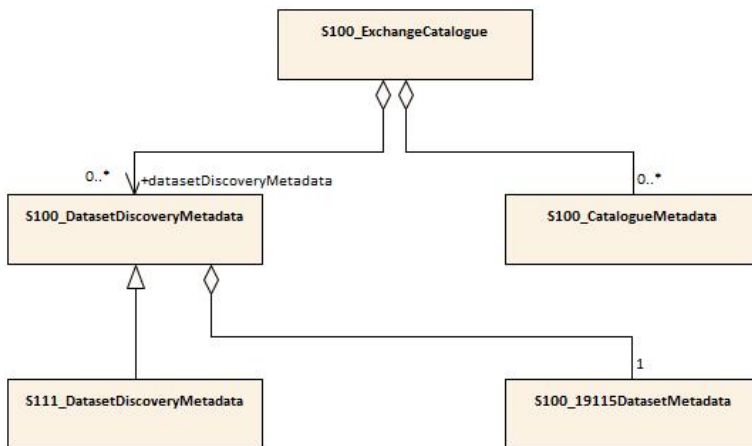 S100_ExchangeCatalogue
0..*
+datasetDiscoveryMetadata
0..*
S100_DatasetDiscoveryMetadata
S100_CatalogueMetadata
1
S111_DatasetDiscoveryMetadata
S100_19115DatasetMetadata